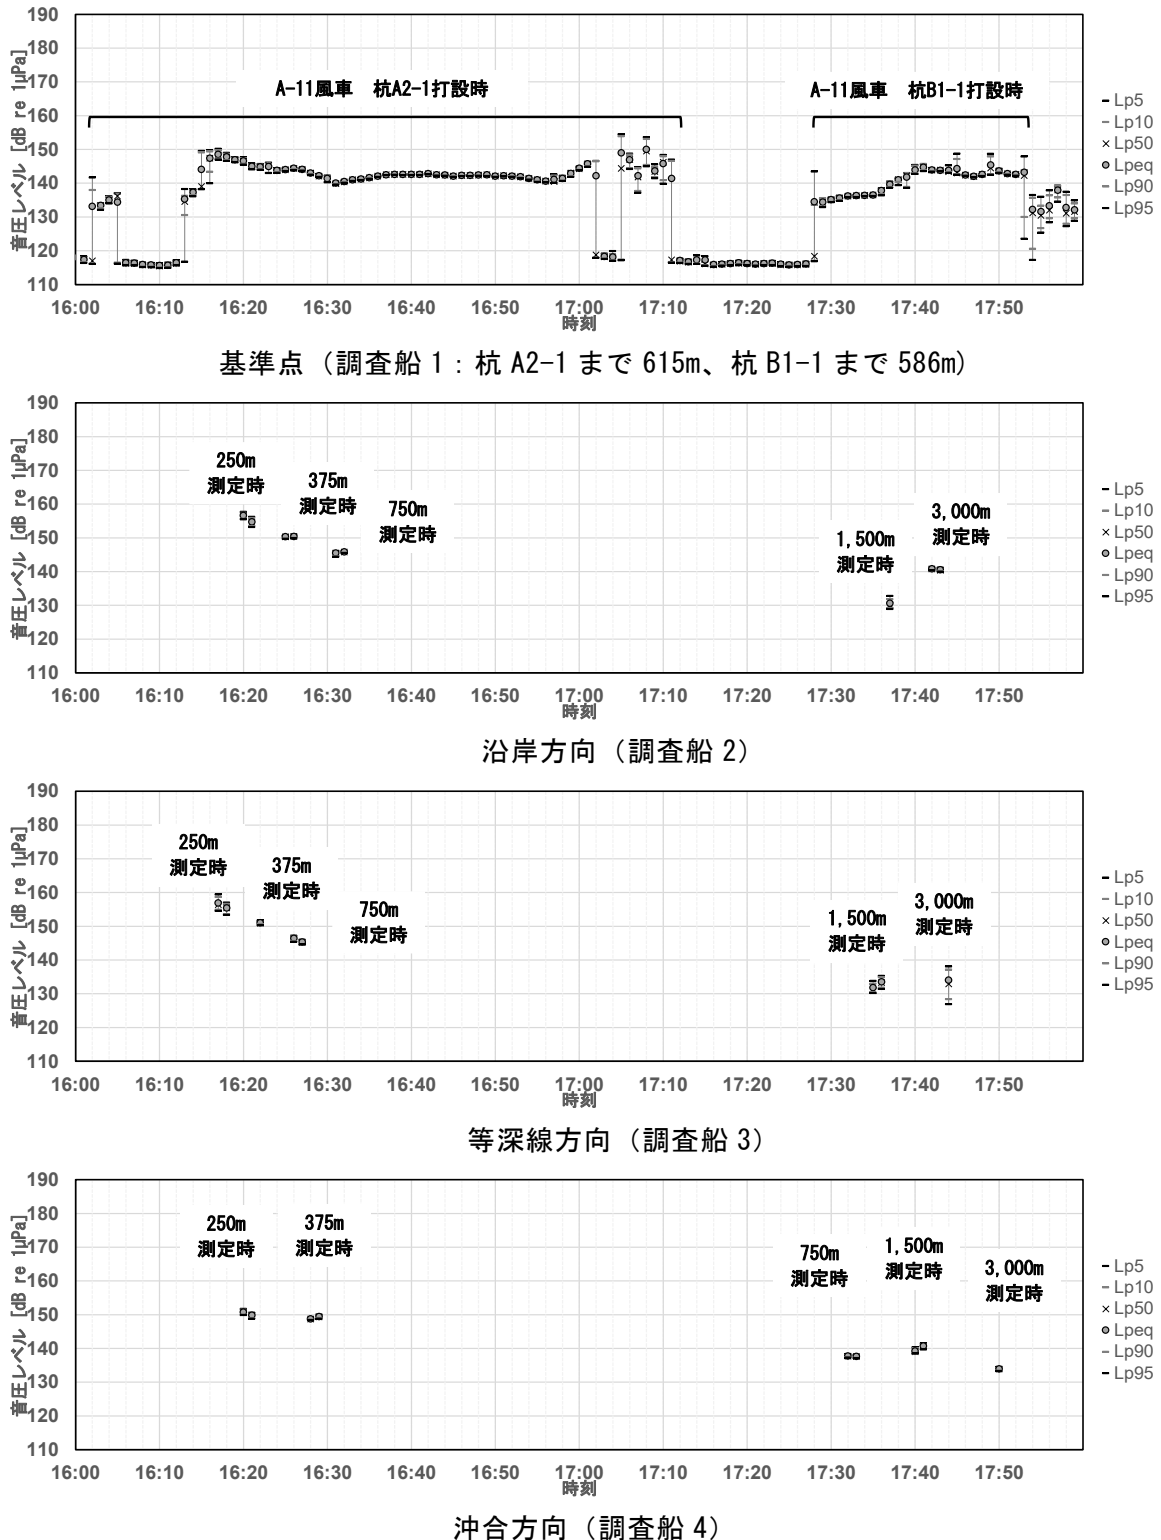 190
180
170
160
150
140
130
120
110
音圧レベル [dB re 1μPa]
A-11風車 杭A2-1打設時
A-11風車 杭B1-1打設時
Lp5
Lp10
Lp50
Lpeq
Lp90
Lp95
16:00 16:10 16:20 16:30 16:40 16:50 17:00 17:10 17:20 17:30 17:40 17:50
時刻
基準点（調査船 1：杭 A2-1 まで 615m、杭 B1-1 まで 586m）
190
180
170
160
150
140
130
120
110
音圧レベル [dB re 1μPa]
250m
測定時
375m
測定時
750m
測定時
1,500m
測定時
3,000m
測定時
Lp5
Lp10
Lp50
Lpeq
Lp90
Lp95
16:00 16:10 16:20 16:30 16:40 16:50 17:00 17:10 17:20 17:30 17:40 17:50
時刻
沿岸方向（調査船 2）
190
180
170
160
150
140
130
120
110
音圧レベル [dB re 1μPa]
250m
測定時
375m
測定時
750m
測定時
1,500m
測定時
3,000m
測定時
Lp5
Lp10
Lp50
Lpeq
Lp90
Lp95
16:00 16:10 16:20 16:30 16:40 16:50 17:00 17:10 17:20 17:30 17:40 17:50
時刻
等深線方向（調査船 3）
190
180
170
160
150
140
130
120
110
音圧レベル [dB re 1μPa]
250m
測定時
375m
測定時
750m
測定時
1,500m
測定時
3,000m
測定時
Lp5
Lp10
Lp50
Lpeq
Lp90
Lp95
16:00 16:10 16:20 16:30 16:40 16:50 17:00 17:10 17:20 17:30 17:40 17:50
時刻
沖合方向（調査船 4）